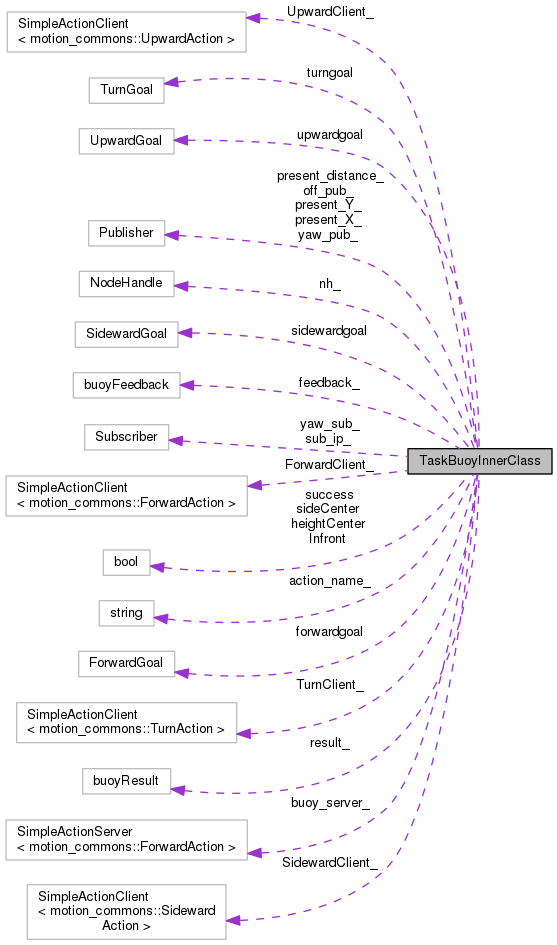 SimpleActionClient
< motion_commons::UpwardAction >
UpwardClient_
TurnGoal
turngoal
UpwardGoal
upwardgoal
Publisher
present_distance_
off_pub_
present_Y_
present_X_
yaw_pub_
NodeHandle
nh_
SidewardGoal
sidewardgoal
buoyFeedback
feedback_
Subscriber
yaw_sub_
sub_ip_
TaskBuoyInnerClass
SimpleActionClient
< motion_commons::ForwardAction >
ForwardClient_
bool
success
sideCenter
heightCenter
Infront
string
action_name_
ForwardGoal
forwardgoal
SimpleActionClient
< motion_commons::TurnAction >
TurnClient_
buoyResult
result_
SimpleActionServer
< motion_commons::ForwardAction >
buoy_server_
SimpleActionClient
< motion_commons::Sideward
Action >
SidewardClient_